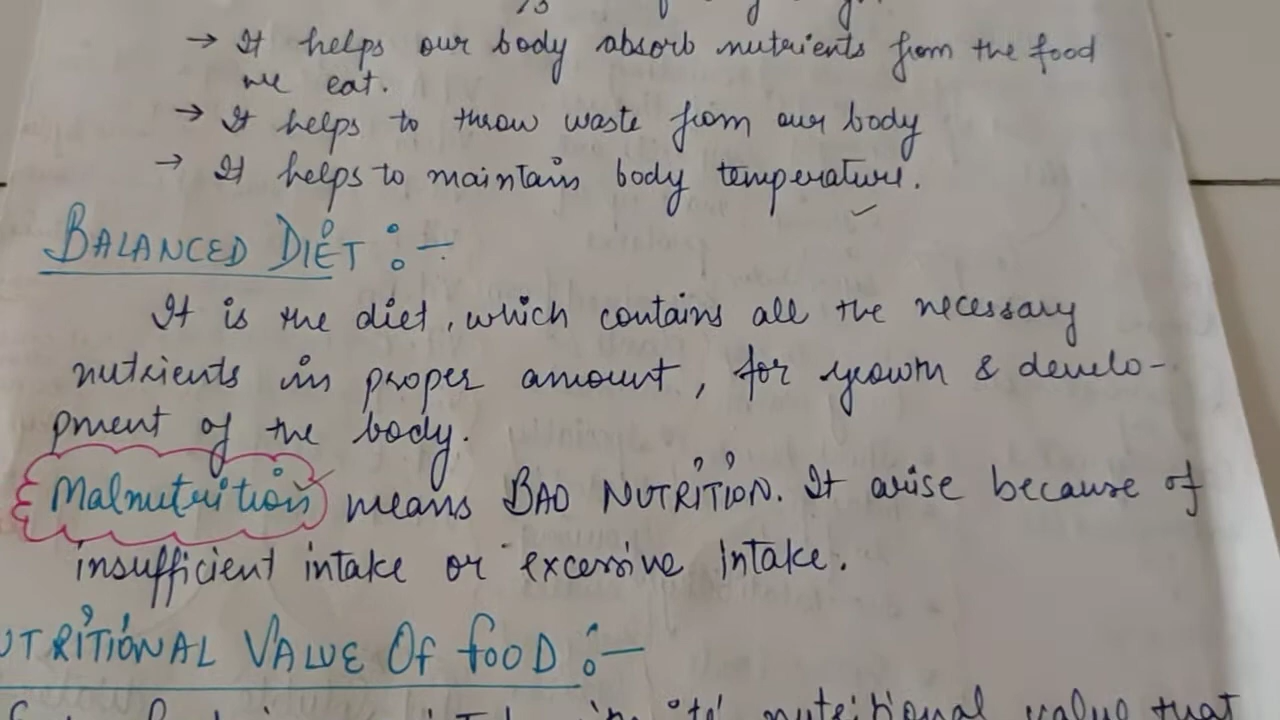 → It helps our body absorb nutrients from the food
we eat.
→ It helps to throw waste from our body
→ It helps to maintain body temperature.
BALANCED DIET :-
It is the diet, which contains all the necessary
nutrients in proper amount, for growth & develo-
pment of the body.
Malnutrition means BAD NUTRITION. It arise because of
insufficient intake or excessive Intake.
UTRITIONAL VALUE OF FOOD :-
nutritional value that